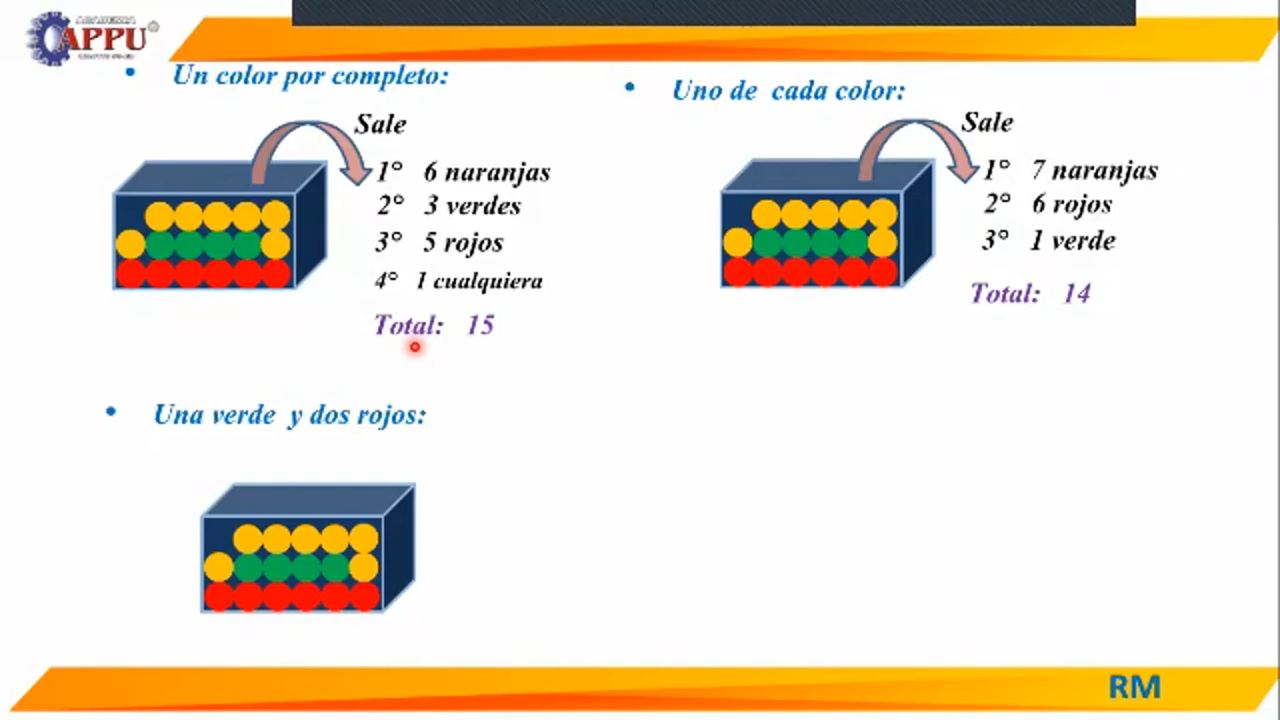 ACADEMIA
APPU
Un color por completo:
Sale
1° 6 naranjas
2° 3 verdes
3° 5 rojos
4° 1 cualquiera
Total: 15
Uno de cada color:
Sale
1° 7 naranjas
2° 6 rojos
3° 1 verde
Total: 14
Una verde y dos rojos:
RM